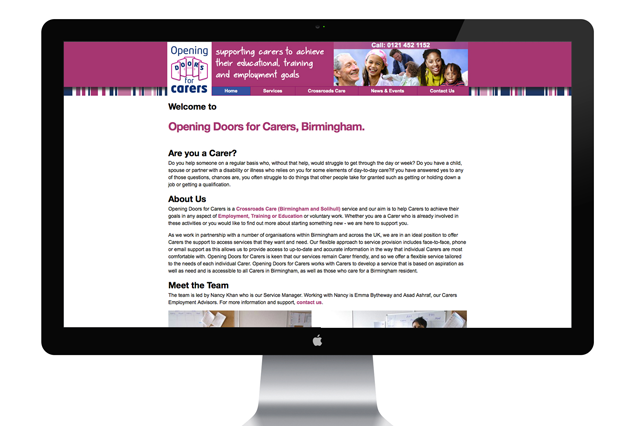 Call: 0121 452 1152
Opening
DOORS
for
carers
supporting carers to achieve
their educational, training
and employment goals
Home
Services
Crossroads Care
News & Events
Contact Us
Welcome to
Opening Doors for Carers, Birmingham.
Are you a Carer?
Do you help someone on a regular basis who, without that help, would struggle to get through the day or week? Do you have a child,
spouse or partner with a disability or illness who relies on you for some elements of day-to-day care?If you have answered yes to any
of those questions, chances are, you often struggle to do things that other people take for granted such as getting or holding down a
job or getting a qualification.
About Us
Opening Doors for Carers is a Crossroads Care (Birmingham and Solihull) service and our aim is to help Carers to achieve their
goals in any aspect of Employment, Training or Education or voluntary work. Whether you are a Carer who is already involved in
these activities or you would like to find out more about starting something new - we are here to support you.
As we work in partnership with a number of organisations within Birmingham and across the UK, we are in an ideal position to offer
Carers the support to access services that they want and need. Our flexible approach to service provision includes face-to-face, phone
or email support as this allows us to provide access to up-to-date and accurate information in the way that individual Carers are most
comfortable with. Opening Doors for Carers is keen that our services remain Carer friendly, and so we offer a flexible service tailored
to the needs of each individual Carer. Opening Doors for Carers works with Carers to develop a service that is based on aspiration as
well as need and is accessible to all Carers in Birmingham, as well as those who care for a Birmingham resident.
Meet the Team
The team is led by Nancy Khan who is our Service Manager. Working with Nancy is Emma Bytheway and Asad Ashraf, our Carers
Employment Advisors. For more information and support, contact us.